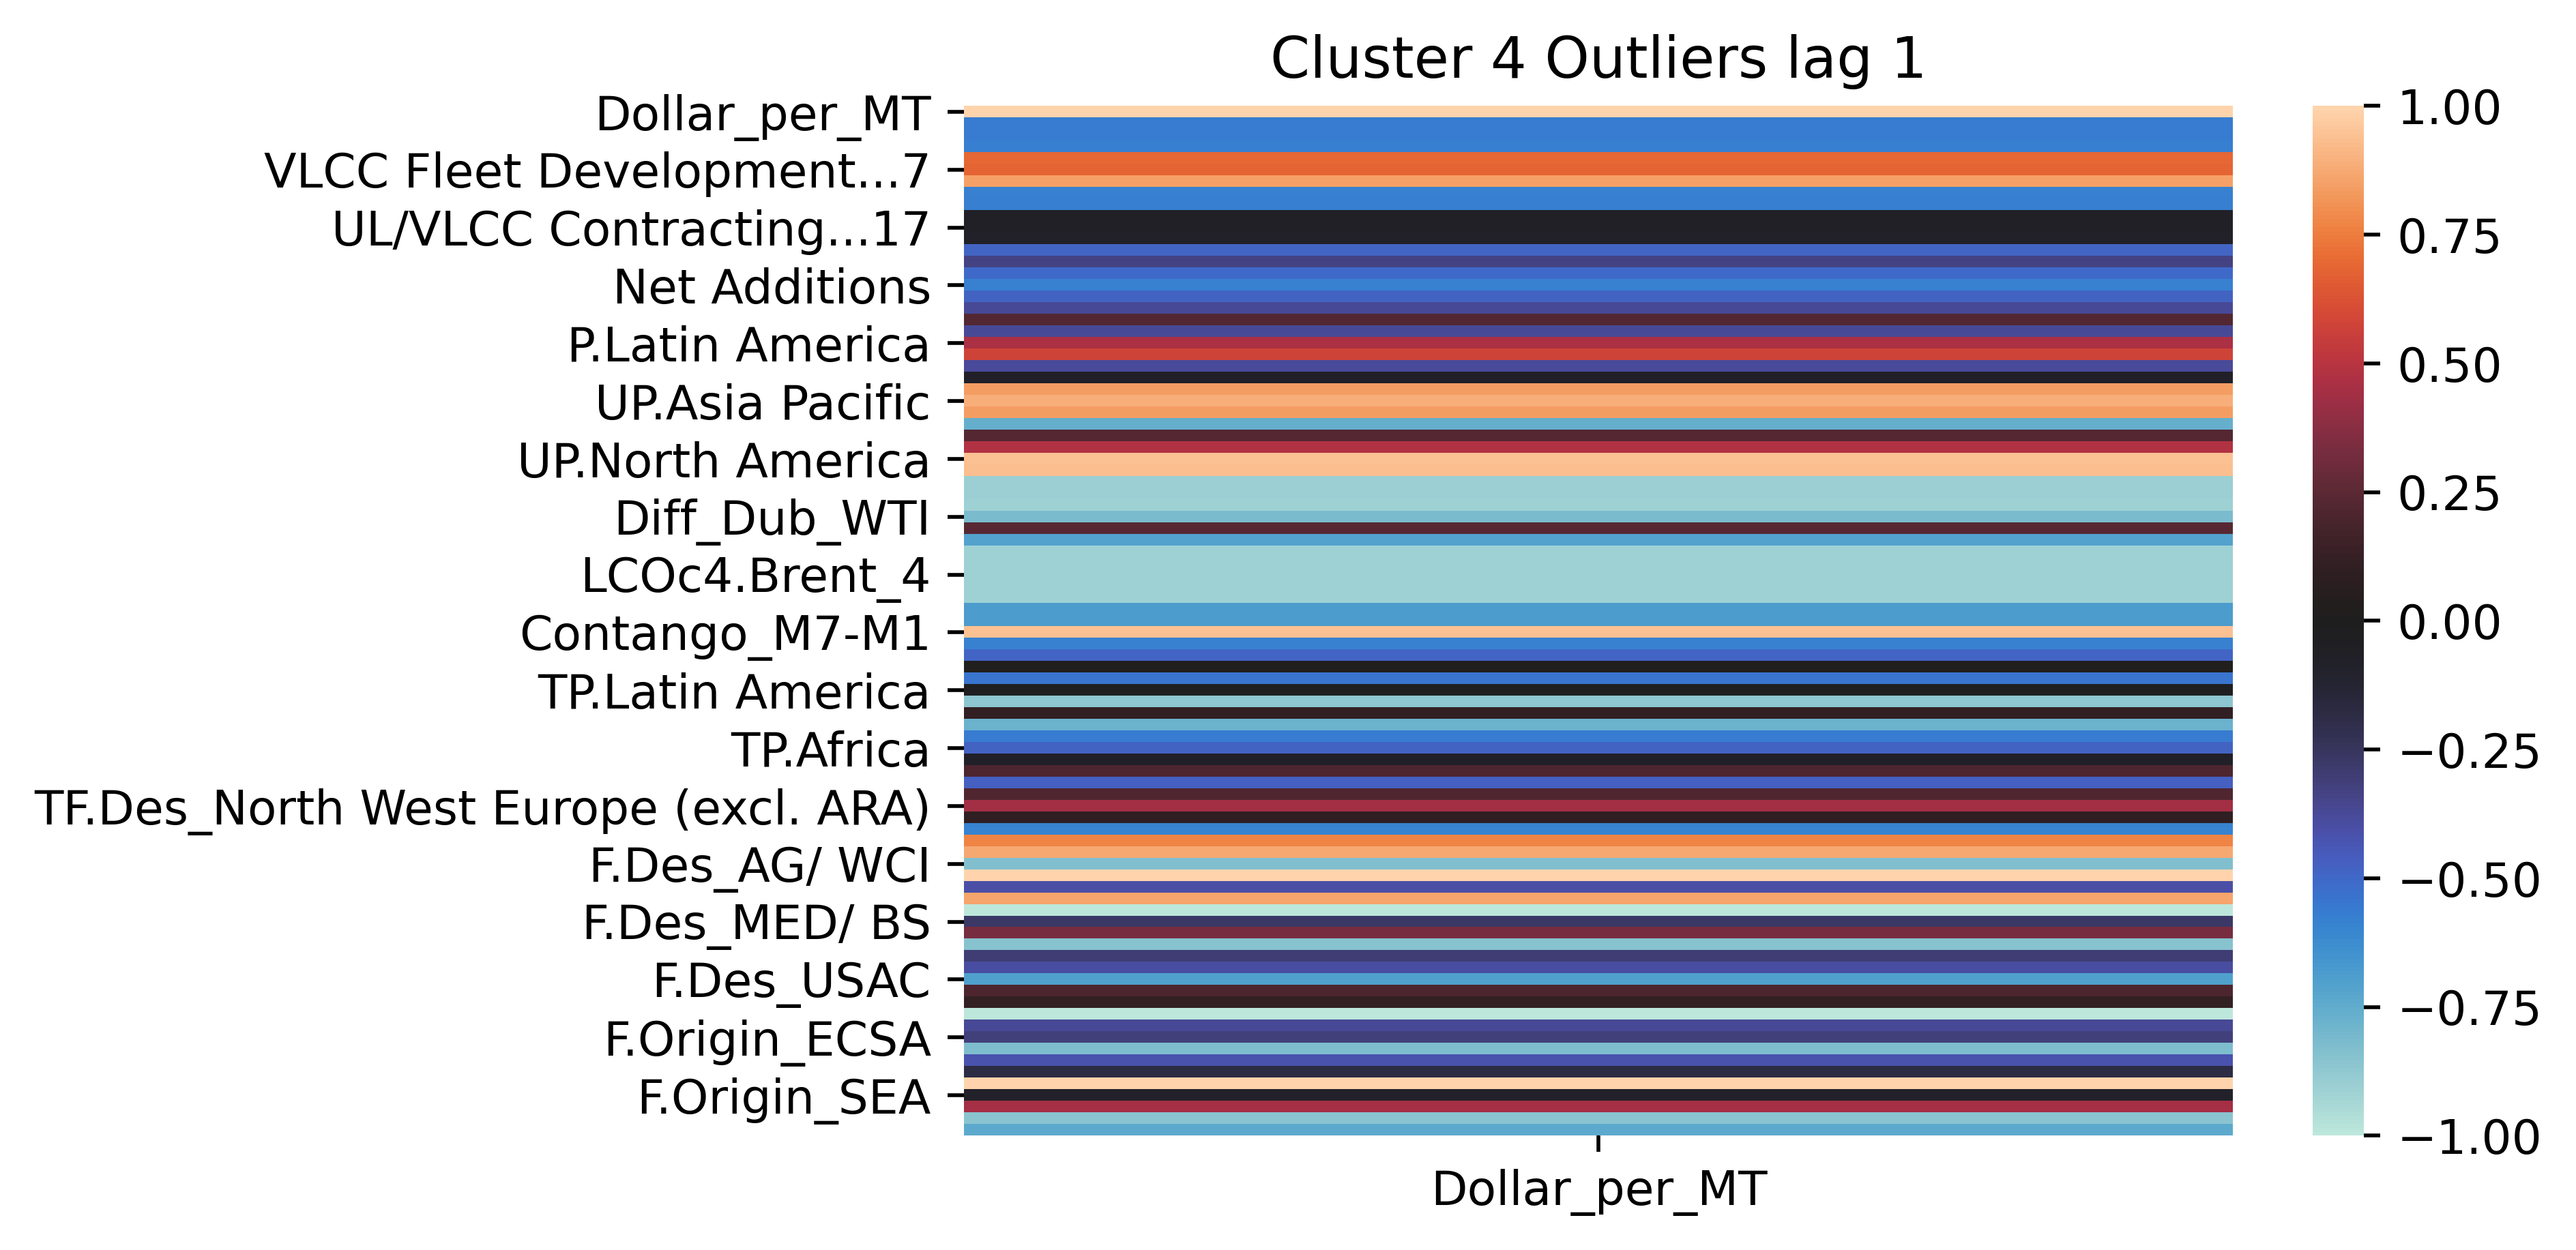 Cluster 4 Outliers lag 1
Dollar_per_MT
VLCC Fleet Development...7
UL/VLCC Contracting...17
Net Additions
P.Latin America
UP.Asia Pacific
UP.North America
Diff_Dub_WTI
LCOc4.Brent_4
Contango_M7-M1
TP.Latin America
TP.Africa
TF.Des_North West Europe (excl. ARA)
F.Des_AG/ WCI
F.Des_MED/ BS
F.Des_USAC
F.Origin_ECSA
F.Origin_SEA
Dollar_per_MT
1.00
0.75
0.50
0.25
0.00
−0.25
−0.50
−0.75
−1.00